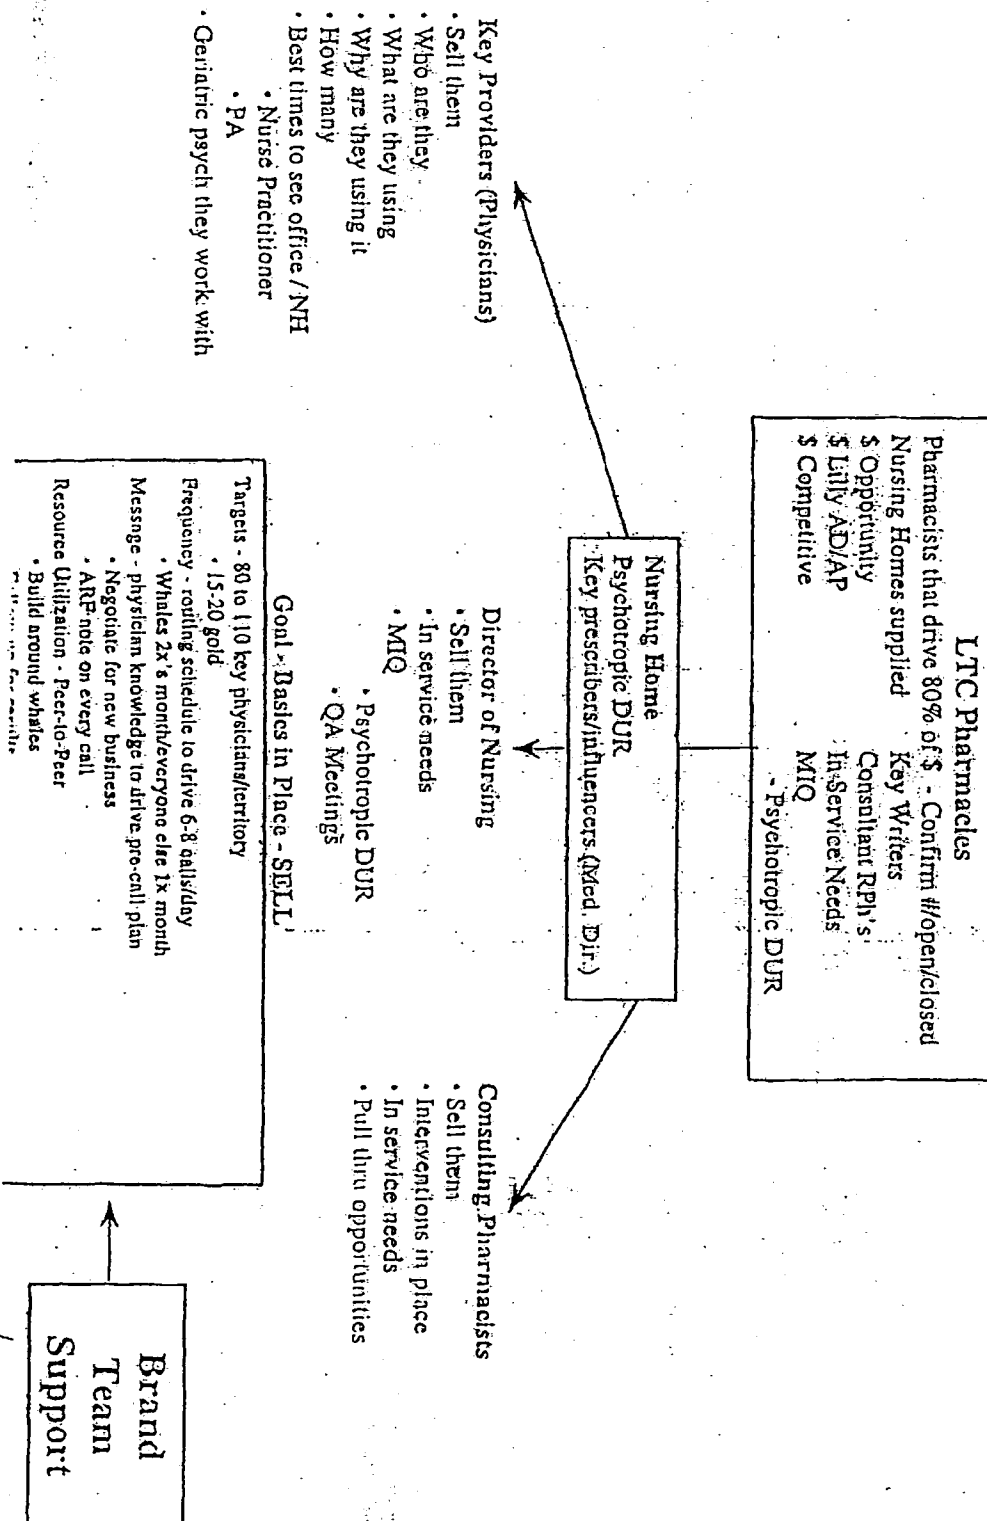 LTC Pharmacies
Pharmacists that drive 80% of $ - Confirm #/open/closed
Nursing Homes supplied
Key Writers
$ Opportunity
Consultant RPh's
$ Lilly AD/AP
In Service Needs
$ Competitive
MIQ
- Psychotropic DUR
Nursing Home
Psychotropic DUR
Key prescribers/influencers (Med. Dir.)
Key Providers (Physicians)
• Sell them
• Who are they -
• What are they using
• Why are they using it
• How many
• Best times to see office / NH
• Nurse Practitioner
• PA
• Geriatric psych they work with
Director of Nursing
• Sell them
• In service needs
• MIQ
• Psychotropic DUR
• QA Meetings
Consulting Pharmacists
• Sell them
• Interventions in place
• In service needs
• Pull thru opportunities
Goal - Basics in Place - SELL
Targets - 80 to 110 key physicians/territory
• 15-20 gold
Frequency - routing schedule to drive 6-8 calls/day
• Whales 2x's month/everyone else 1x month
Message - physician knowledge to drive pre-call plan
• Negotiate for new business
• ARF note on every call
Resource Utilization - Peer-to-Peer
• Build around whales
Brand
Team
Support